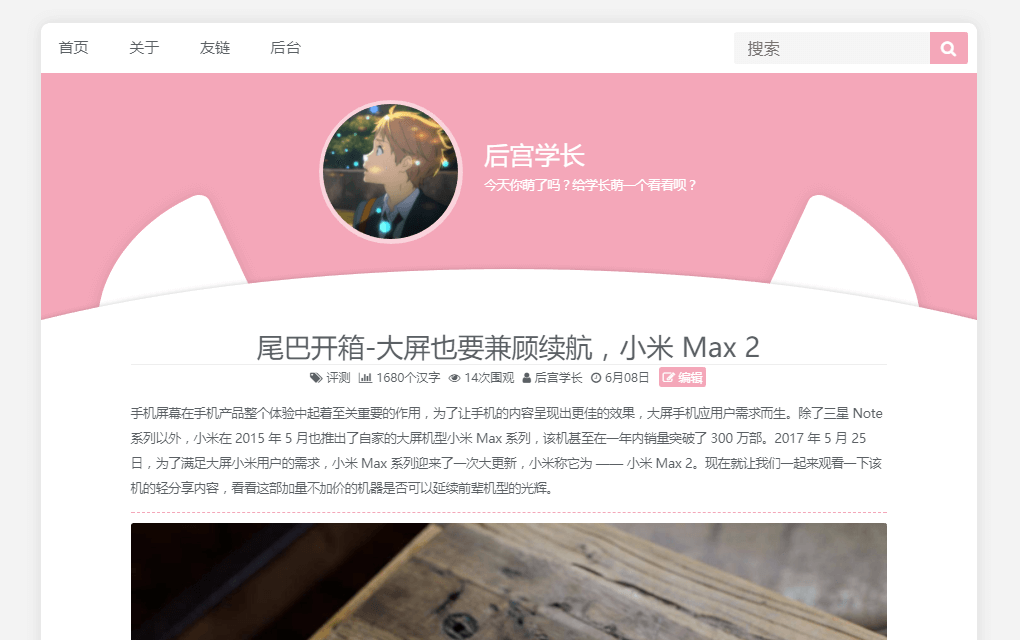 首页 关于 友链 后台 搜索
后宫学长
今天你萌了吗？给学长萌一个看看呗？
尾巴开箱-大屏也要兼顾续航，小米 Max 2
评测 1680个汉字 14次围观 后宫学长 6月08日 编辑
手机屏幕在手机产品整个体验中起着至关重要的作用，为了让手机的内容呈现出更佳的效果，大屏手机应用户需求而生。除了三星 Note
系列以外，小米在 2015 年 5 月也推出了自家的大屏机型小米 Max 系列，该机甚至在一年内销量突破了 300 万部。2017 年 5 月 25
日，为了满足大屏小米用户的需求，小米 Max 系列迎来了一次大更新，小米称它为 —— 小米 Max 2。现在就让我们一起来观看一下该
机的轻分享内容，看看这部加量不加价的机器是否可以延续前辈机型的光辉。